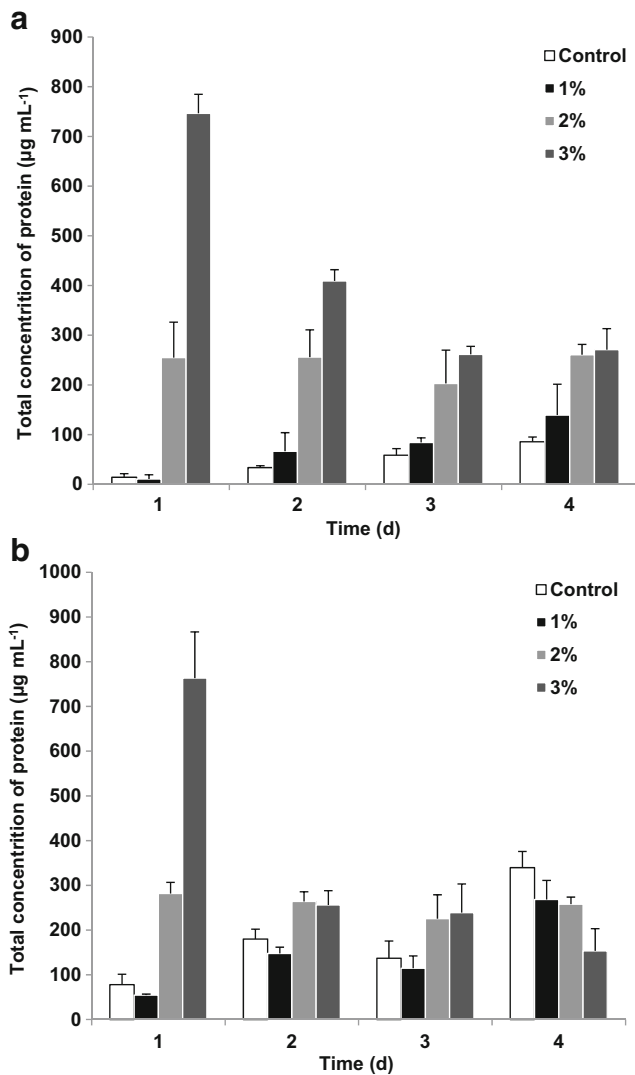 a
900
800
700
600
500
400
300
200
100
0
Total concentrition of protein (µg mL-1)
Control
1%
2%
3%
1 2 3 4
Time (d)
b
1000
900
800
700
600
500
400
300
200
100
0
Total concentrition of protein (µg mL-1)
Control
1%
2%
3%
1 2 3 4
Time (d)